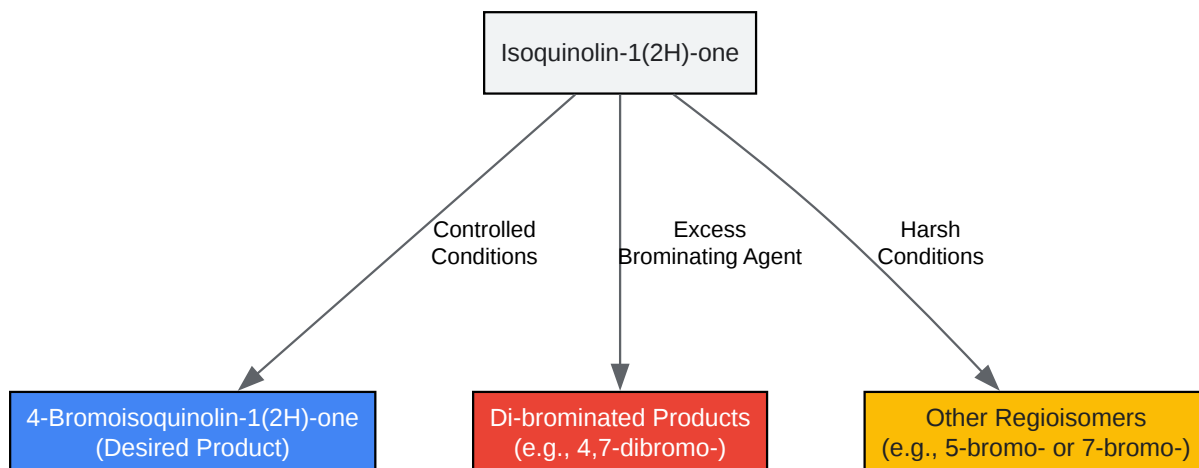 Isoquinolin-1(2H)-one
Controlled
Conditions
Excess
Brominating Agent
Harsh
Conditions
4-Bromoisoquinolin-1(2H)-one
(Desired Product)
Di-brominated Products
(e.g., 4,7-dibromo-)
Other Regioisomers
(e.g., 5-bromo- or 7-bromo-)